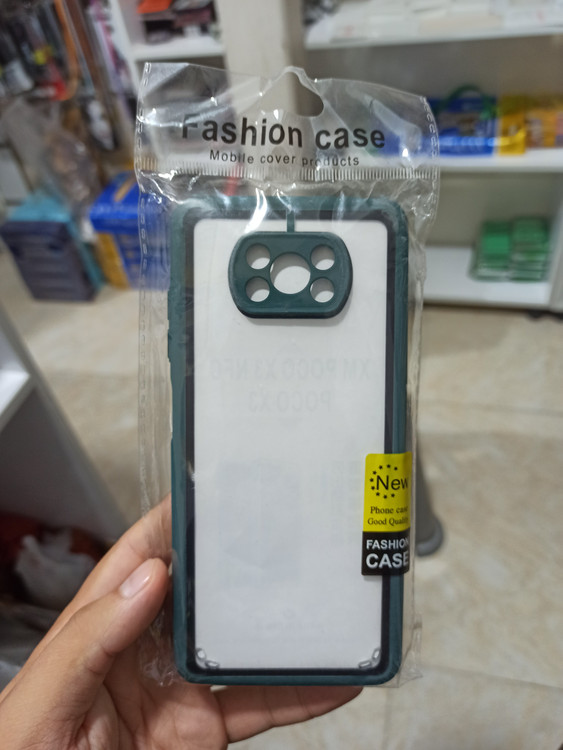 Fashion case
Mobile cover products
XM POCO X3 NFC
POCO X3
New
Phone case
Good Quality
FASHION
CASE